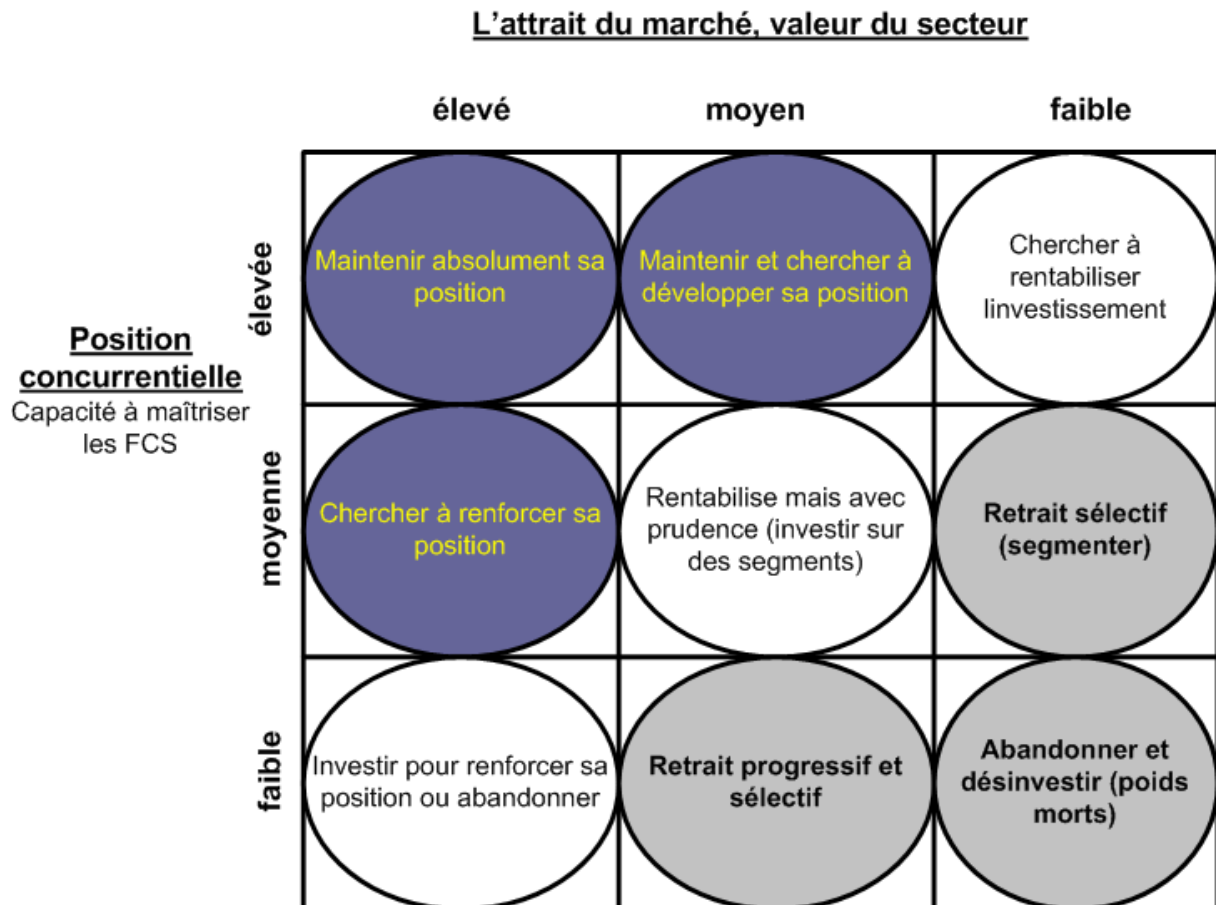 L'attrait du marché, valeur du secteur
élevé
moyen
faible
Position
concurrentielle
Capacité à maîtriser
les FCS
élevée
Maintenir absolument sa
position
Maintenir et chercher à
développer sa position
Chercher à
rentabiliser
linvestissement
moyenne
Chercher à renforcer sa
position
Rentabilise mais avec
prudence (investir sur
des segments)
Retrait sélectif
(segmenter)
faible
Investir pour renforcer sa
position ou abandonner
Retrait progressif et
sélectif
Abandonner et
désinvestir (poids
morts)